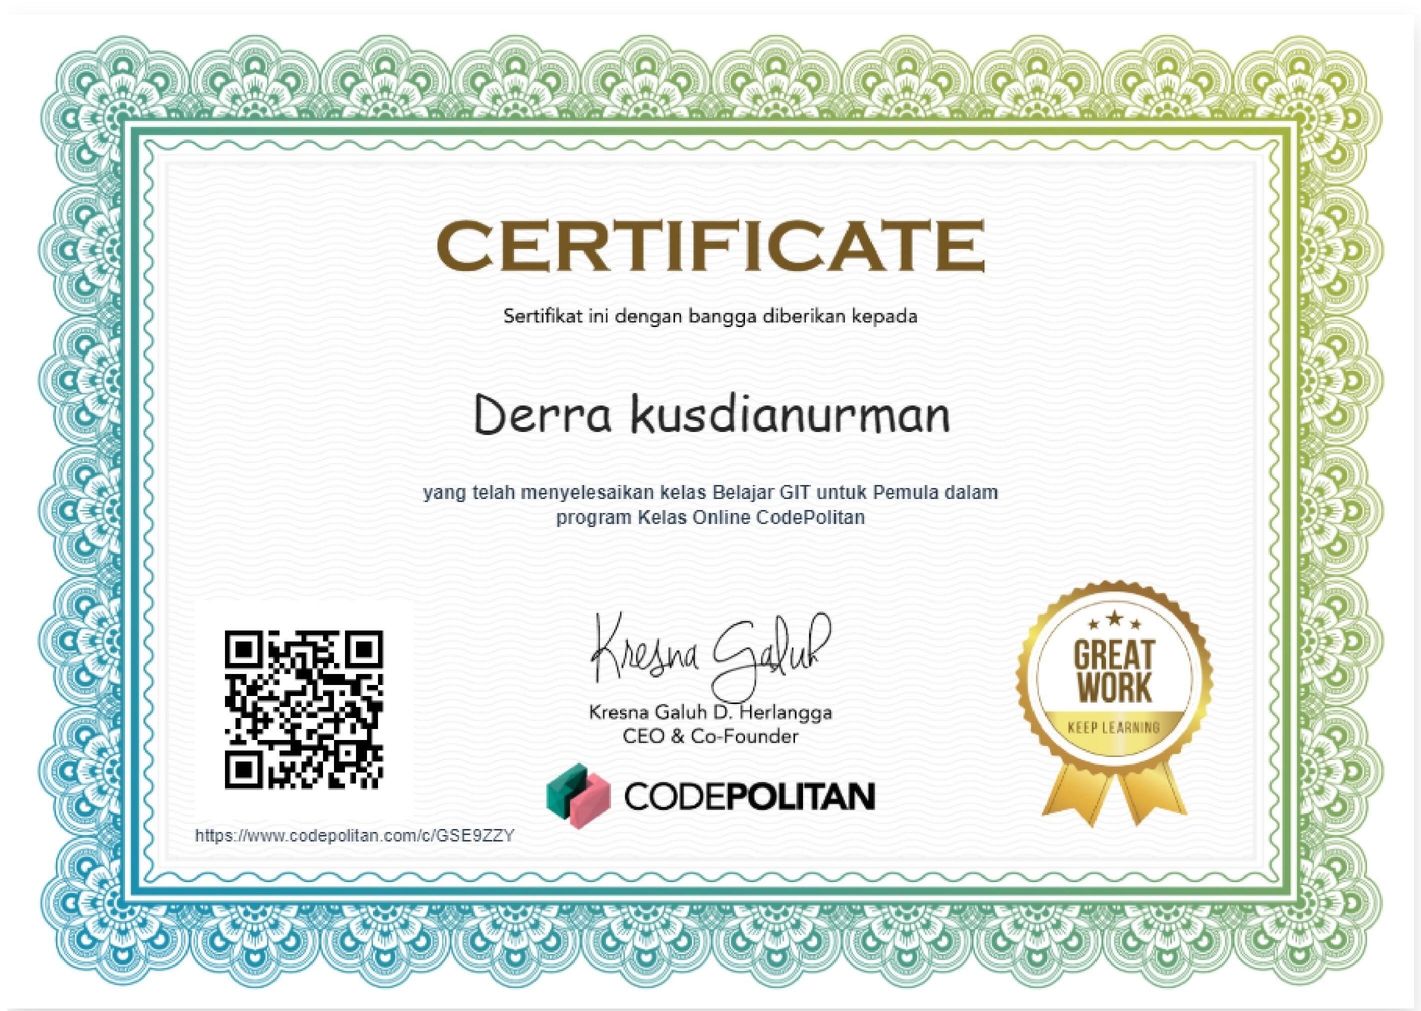 CERTIFICATE
Sertifikat ini dengan bangga diberikan kepada
Derra kusdianurman
yang telah menyelesaikan kelas Belajar GIT untuk Pemula dalam
program Kelas Online CodePolitan
Kresna Galuh
Kresna Galuh D. Herlangga
CEO & Co-Founder
CODEPOLITAN
https://www.codepolitan.com/c/GSE9ZZY
GREAT
WORK
KEEP LEARNING